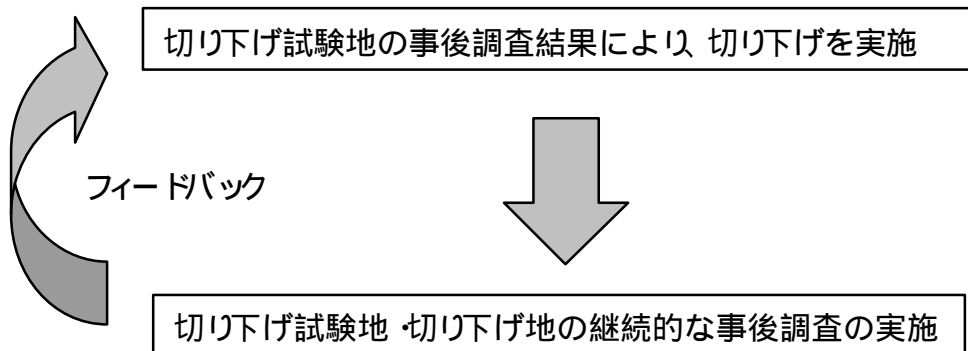 切り下げ試験地の事後調査結果により、切り下げを実施
フィードバック
切り下げ試験地・切り下げ地の継続的な事後調査の実施